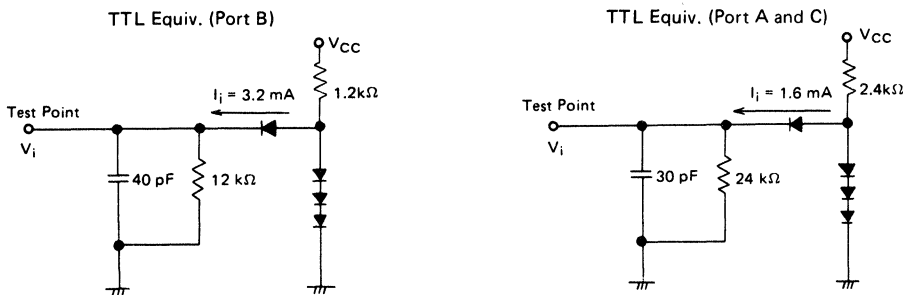 TTL Equiv. (Port B)
VCC
1.2kΩ
Ii = 3.2 mA
Test Point
Vi
40 pF
12 kΩ
TTL Equiv. (Port A and C)
VCC
2.4kΩ
Ii = 1.6 mA
Test Point
Vi
30 pF
24 kΩ